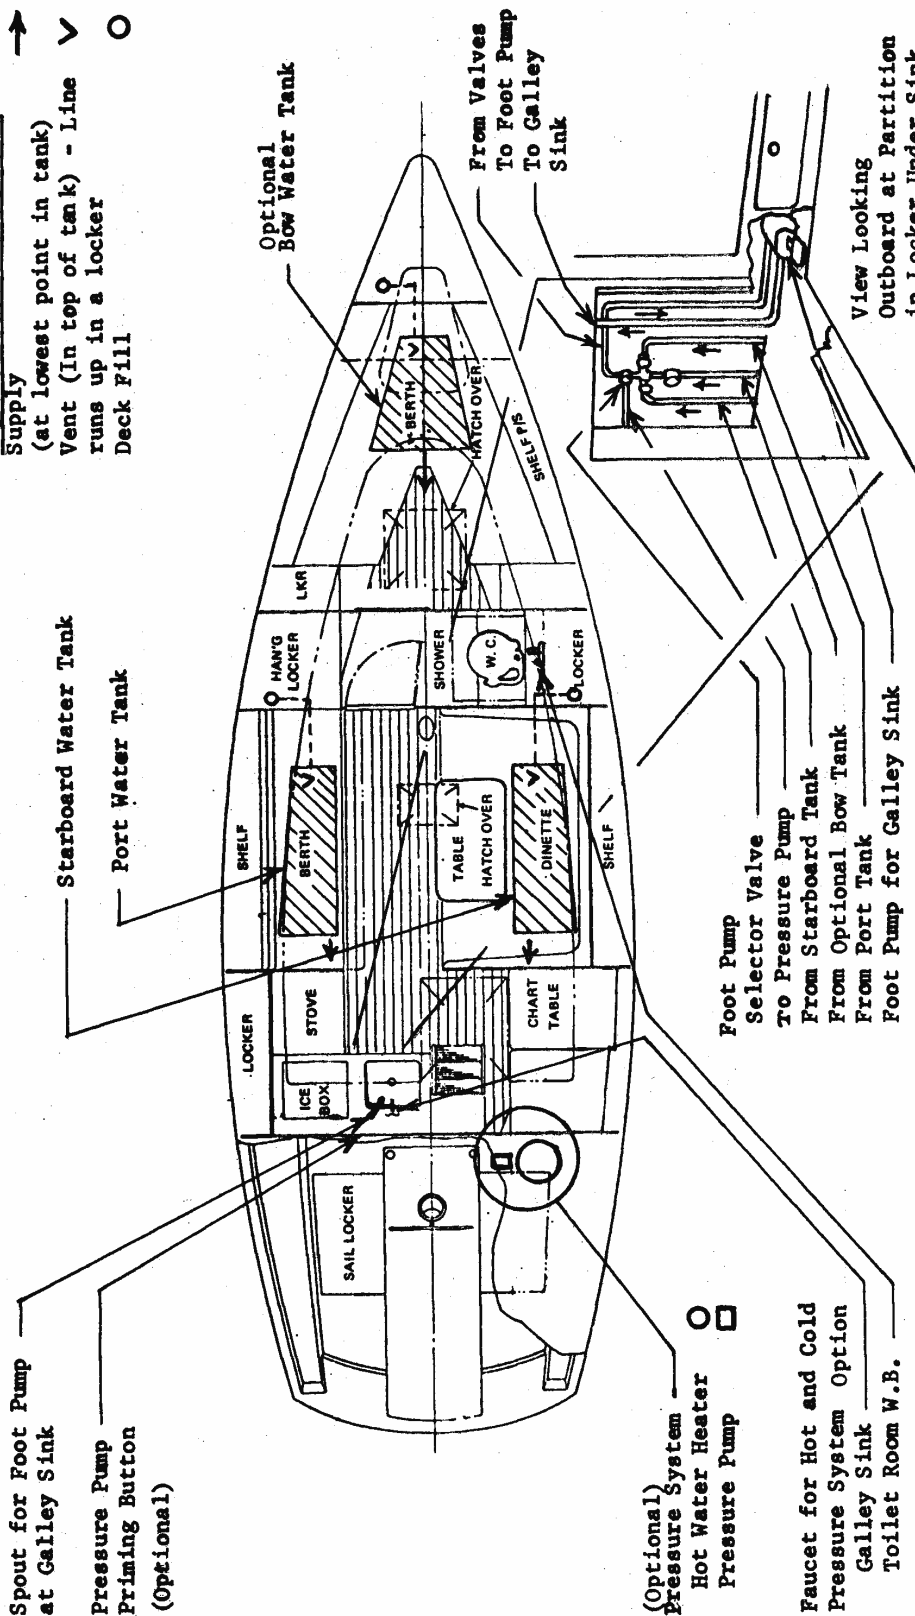 Supply
(at lowest point in tank)
Vent (In top of tank) - Line
runs up in a locker
Deck Fill
Starboard Water Tank
Port Water Tank
Optional
Bow Water Tank
From Valves
To Foot Pump
To Galley
Sink
View Looking
Outboard at Partition
in Locker Under Sink
Spout for Foot Pump
at Galley Sink
Pressure Pump
Priming Button
(Optional)
LOCKER
SHELF
HAN'G
LOCKER
LKR
STOVE
BERTH
ICE
BOX
SHOWER
W.C.
BERTH
HATCH OVER
SHELF P/S
TABLE
HATCH OVER
DINETTE
LOCKER
SHELF
CHART
TABLE
SAIL LOCKER
(Optional)
Pressure System -
Hot Water Heater
Pressure Pump
Foot Pump
Selector Valve
To Pressure Pump
From Starboard Tank
From Optional Bow Tank
From Port Tank
Foot Pump for Galley Sink
Faucet for Hot and Cold
Pressure System Option
Galley Sink
Toilet Room W.B.